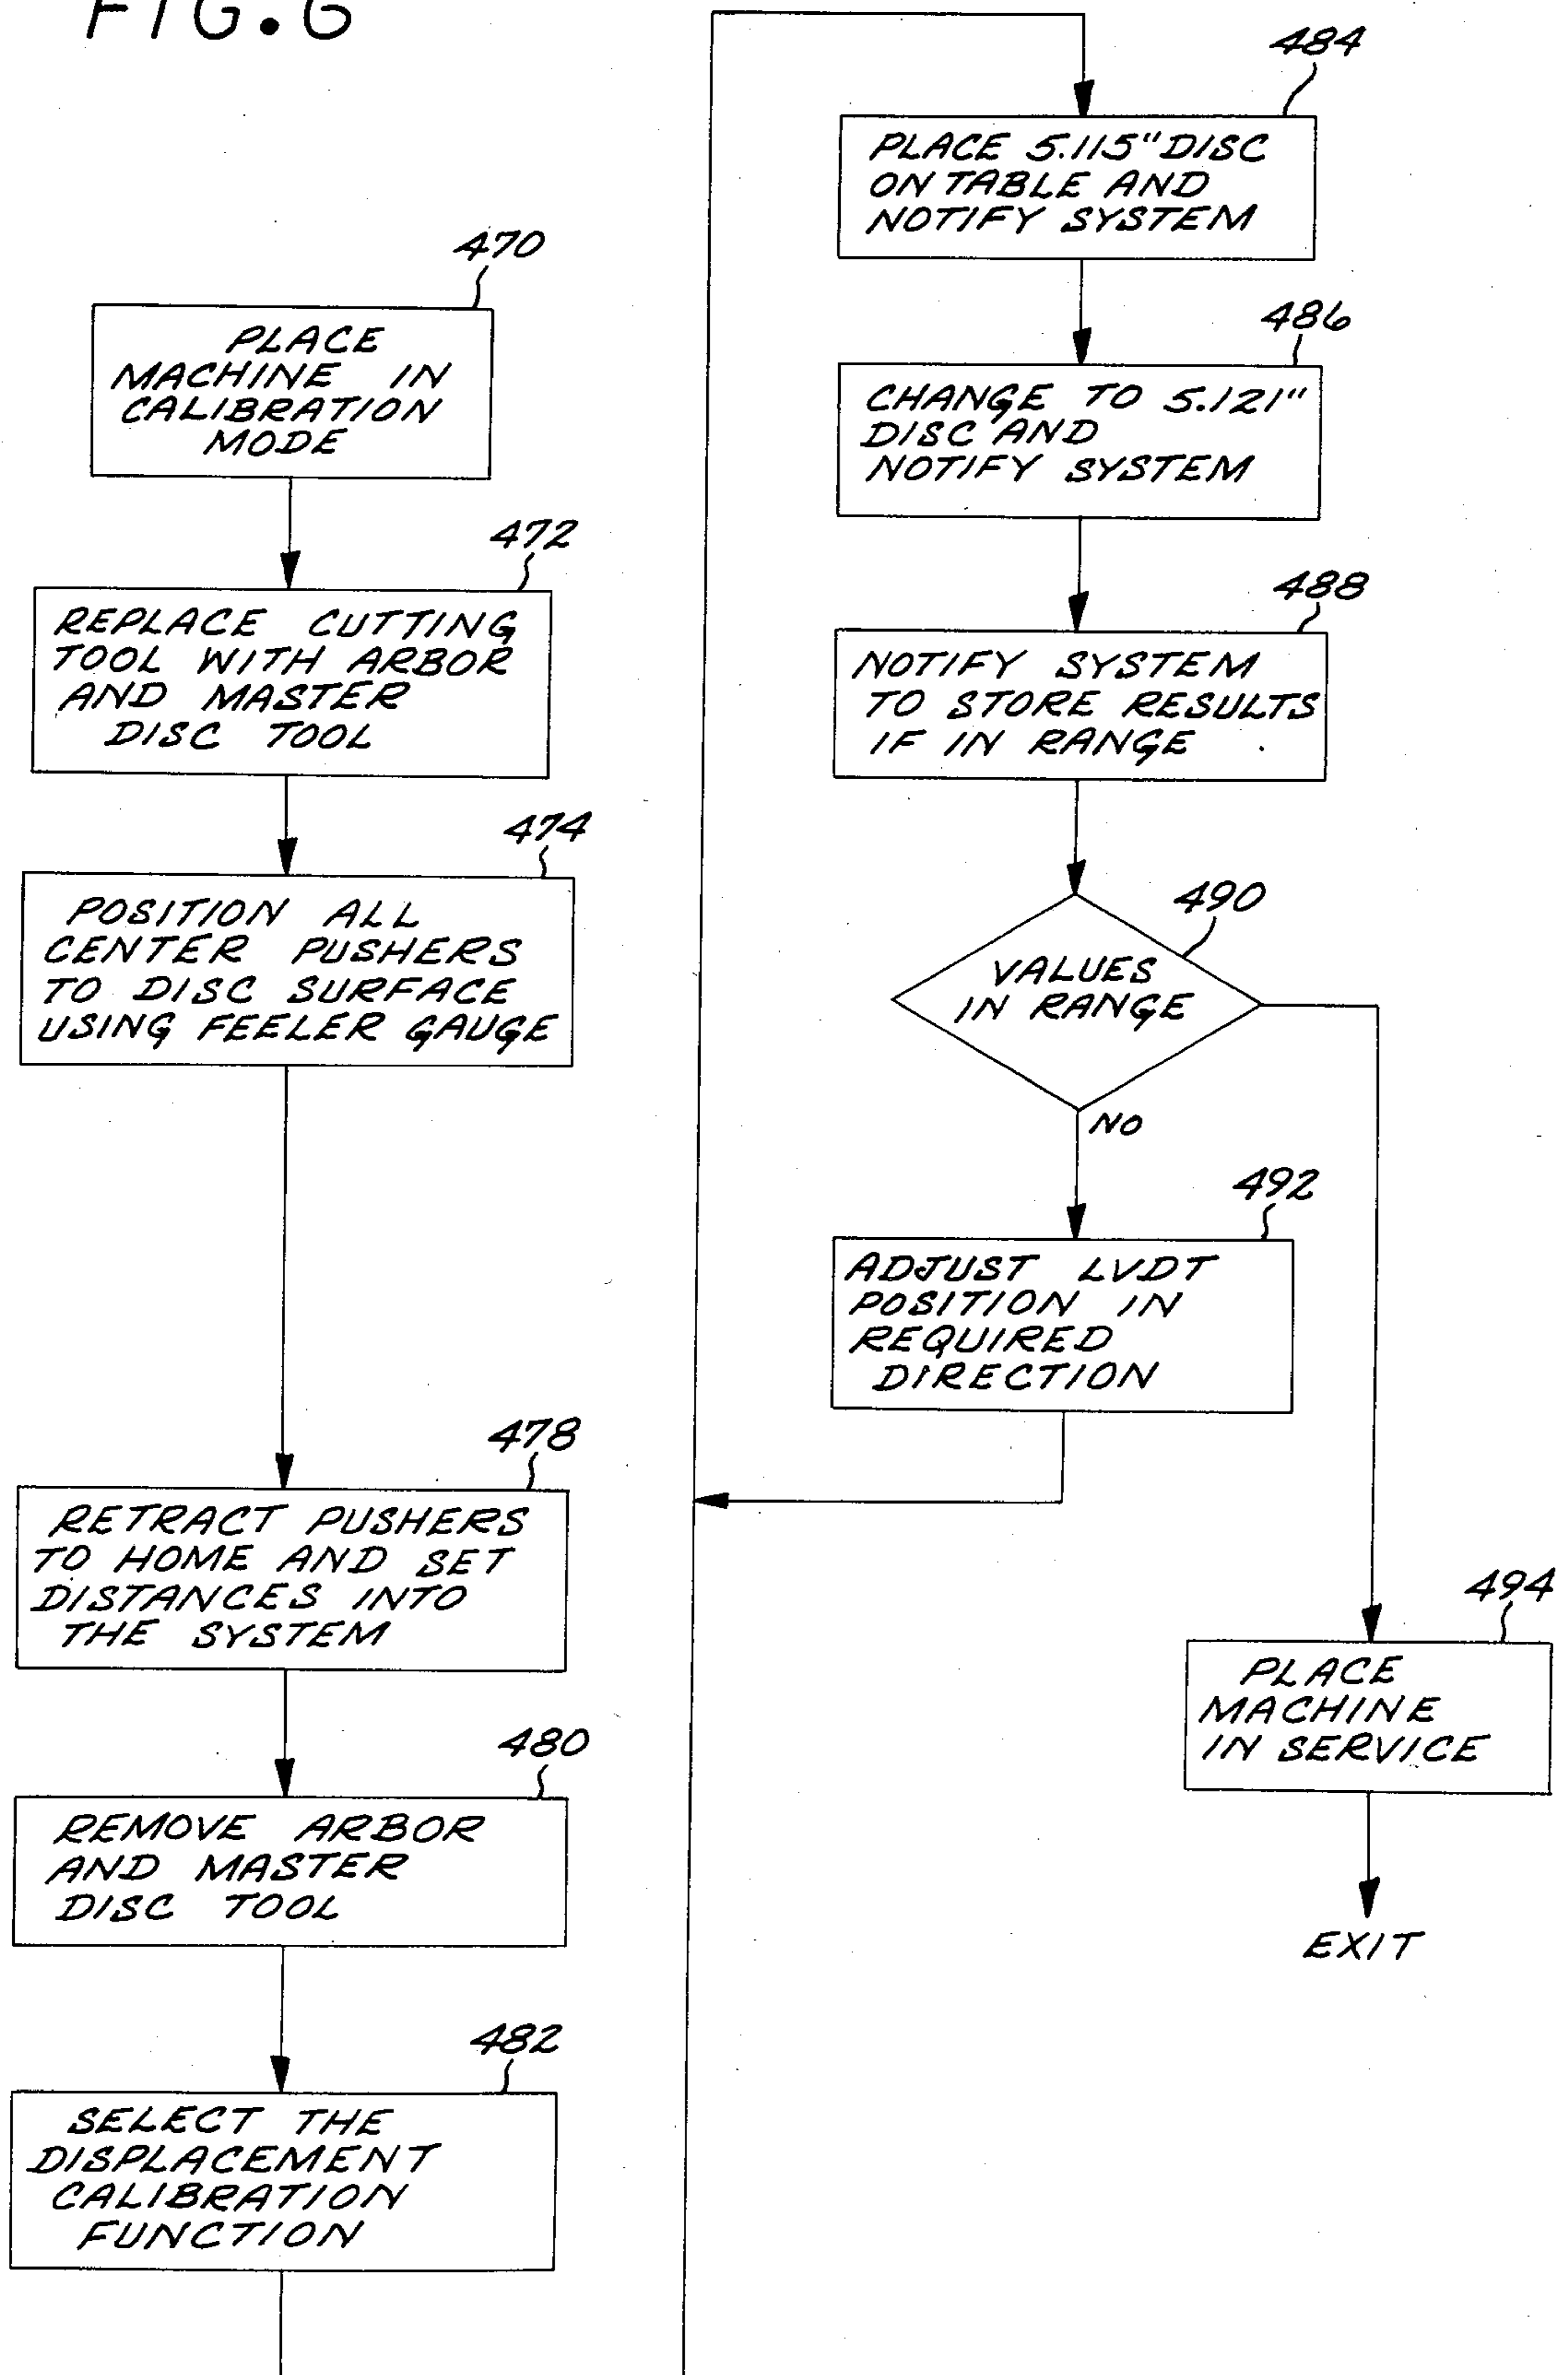 FIG. 6
470
PLACE
MACHINE IN
CALIBRATION
MODE
472
REPLACE CUTTING
TOOL WITH ARBOR
AND MASTER
DISC TOOL
474
POSITION ALL
CENTER PUSHERS
TO DISC SURFACE
USING FEELER GAUGE
478
RETRACT PUSHERS
TO HOME AND SET
DISTANCES INTO
THE SYSTEM
480
REMOVE ARBOR
AND MASTER
DISC TOOL
482
SELECT THE
DISPLACEMENT
CALIBRATION
FUNCTION
484
PLACE 5.115" DISC
ON TABLE AND
NOTIFY SYSTEM
486
CHANGE TO 5.121"
DISC AND
NOTIFY SYSTEM
488
NOTIFY SYSTEM
TO STORE RESULTS
IF IN RANGE
490
VALUES
IN RANGE
NO
492
ADJUST LVDT
POSITION IN
REQUIRED
DIRECTION
494
PLACE
MACHINE
IN SERVICE
EXIT